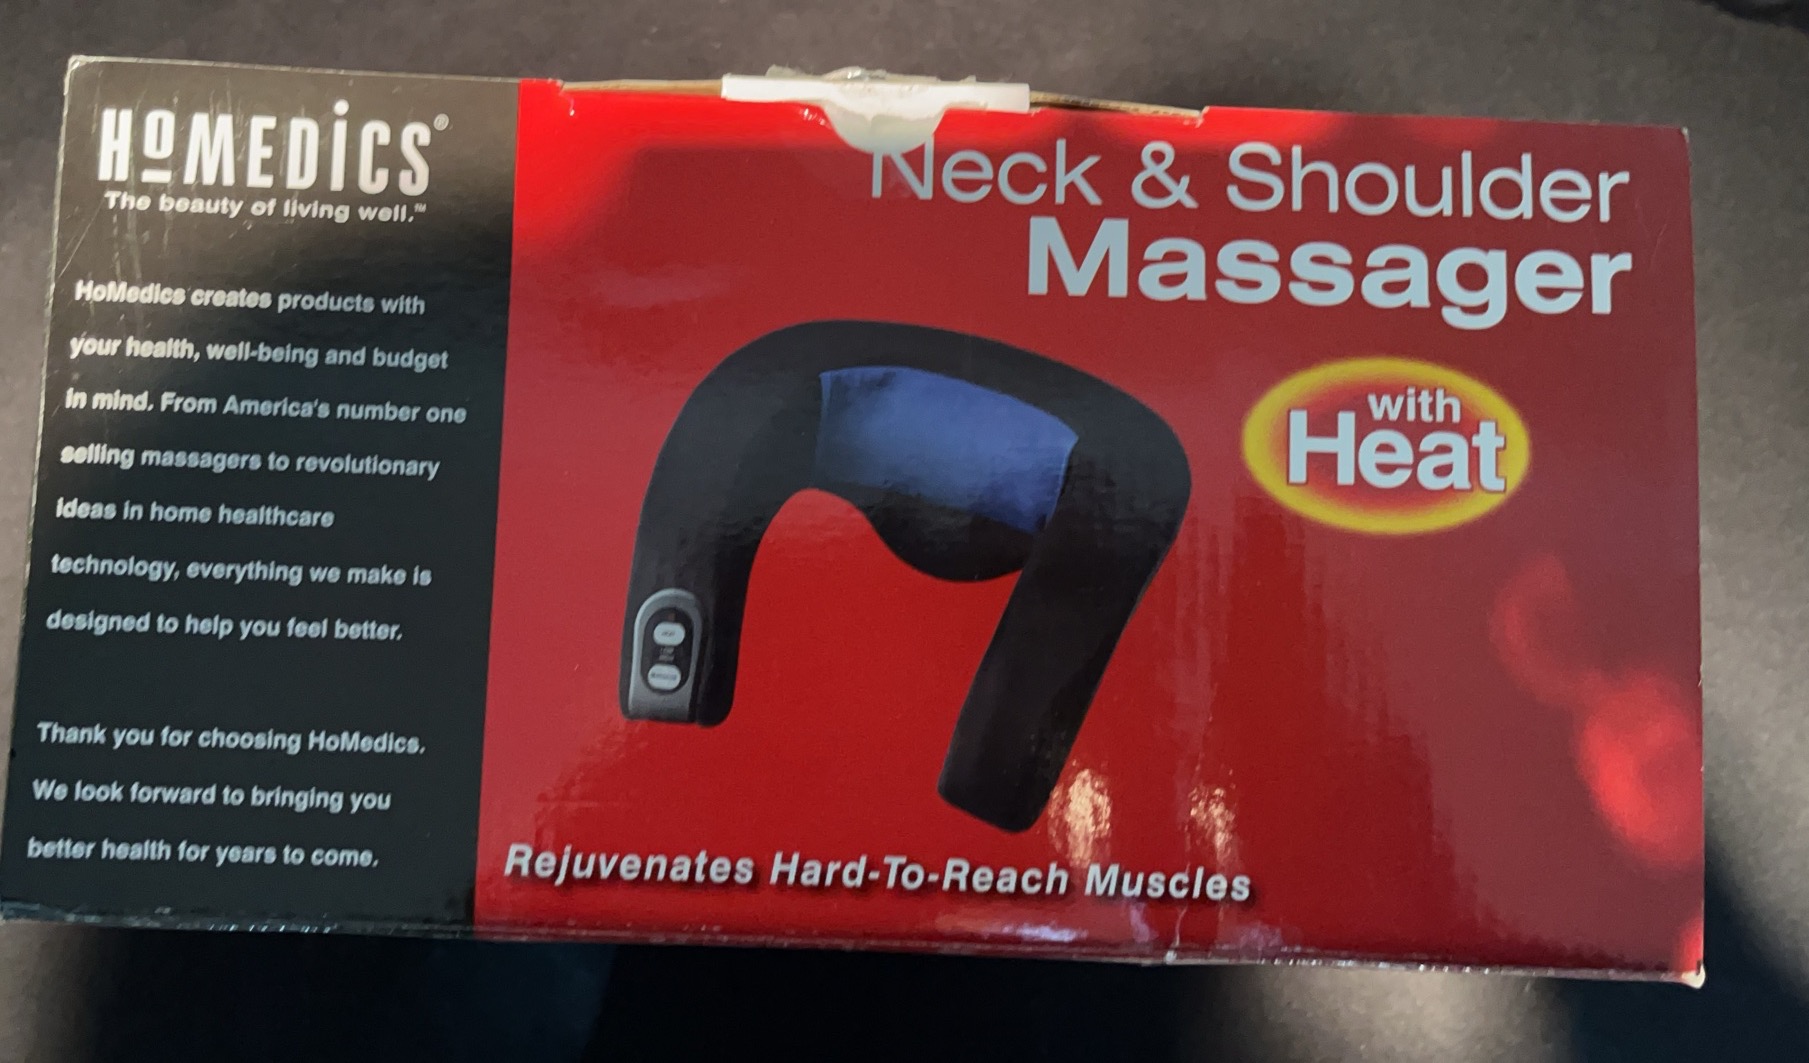 HoMEDiCS®
The beauty of living well.™
HoMedics creates products with
your health, well-being and budget
in mind. From America's number one
selling massagers to revolutionary
ideas in home healthcare
technology, everything we make is
designed to help you feel better.
Thank you for choosing HoMedics.
We look forward to bringing you
better health for years to come.
Neck & Shoulder
Massager
with
Heat
Rejuvenates Hard-To-Reach Muscles